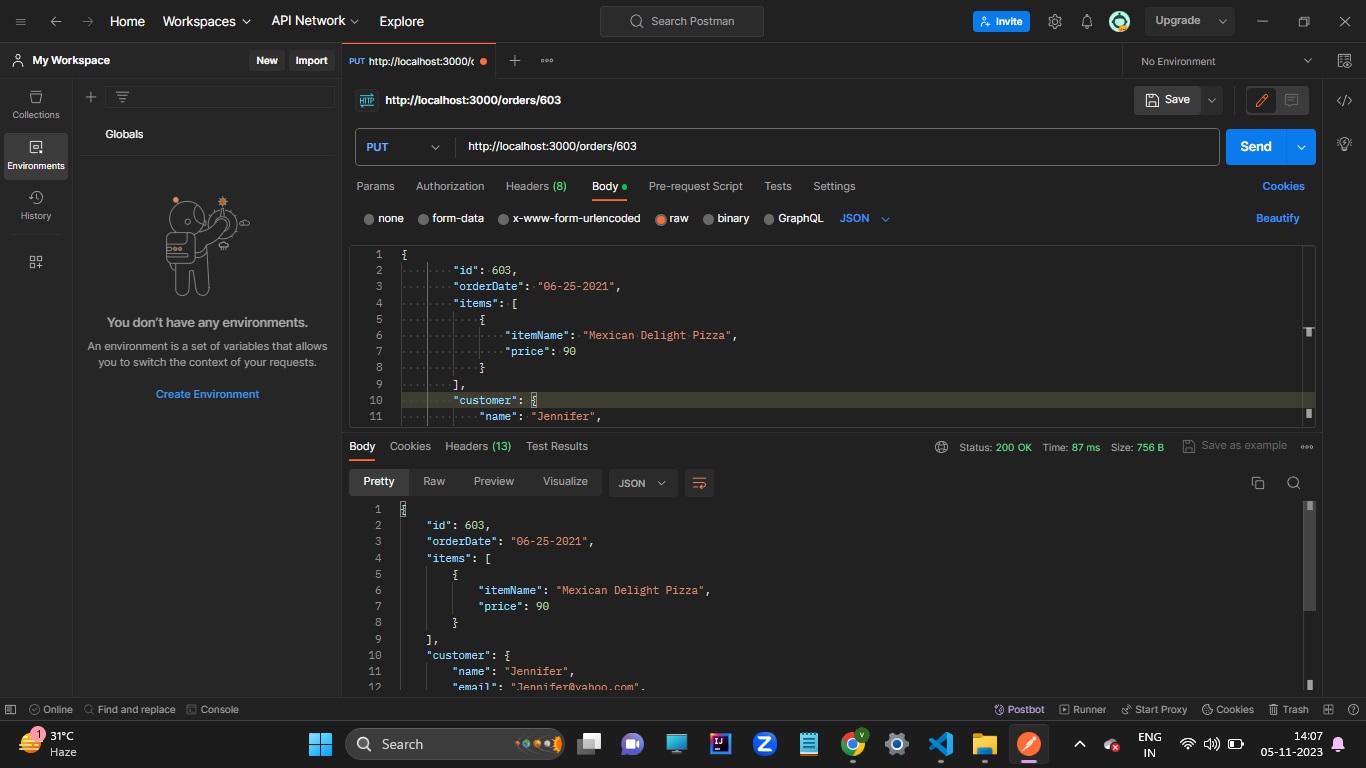 Home Workspaces API Network Explore Search Postman Invite Upgrade
My Workspace New Import PUT http://localhost:3000/c No Environment
Collections
Environments
History
Globals
You don't have any environments.
An environment is a set of variables that allows
you to switch the context of your requests.
Create Environment
HTTP http://localhost:3000/orders/603 Save
PUT http://localhost:3000/orders/603 Send
Params Authorization Headers (8) Body Pre-request Script Tests Settings Cookies
none form-data x-www-form-urlencoded raw binary GraphQL JSON Beautify
1 {
2 "id": 603,
3 "orderDate": "06-25-2021",
4 "items": [
5 {
6 "itemName": "Mexican Delight Pizza",
7 "price": 90
8 }
9 ],
10 "customer": {
11 "name": "Jennifer",
Body Cookies Headers (13) Test Results Status: 200 OK Time: 87 ms Size: 756 B Save as example
Pretty Raw Preview Visualize JSON
1 {
2 "id": 603,
3 "orderDate": "06-25-2021",
4 "items": [
5 {
6 "itemName": "Mexican Delight Pizza",
7 "price": 90
8 }
9 ],
10 "customer": {
11 "name": "Jennifer",
12 "email": "Jennifer@yahoo.com",
Online Find and replace Console Postbot Runner Start Proxy Cookies Trash
1 31°C
Haze
Search
ENG
IN
14:07
05-11-2023